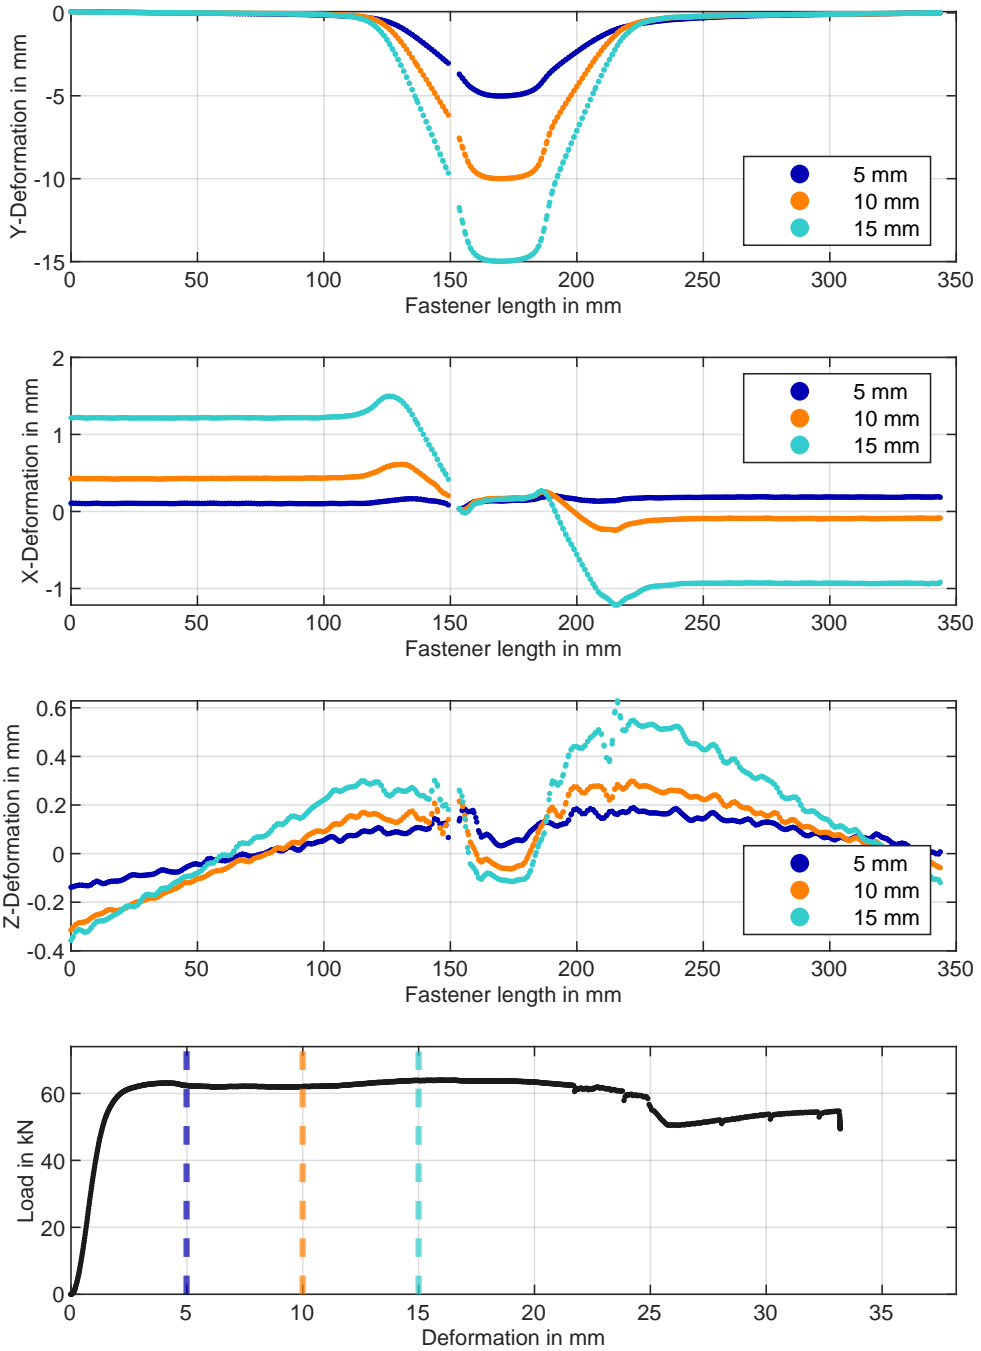 0
-5
-10
-15
Y-Deformation in mm
5 mm
10 mm
15 mm
0 50 100 150 200 250 300 350
Fastener length in mm
2
1
0
-1
X-Deformation in mm
5 mm
10 mm
15 mm
0 50 100 150 200 250 300 350
Fastener length in mm
0.6
0.4
0.2
0
-0.2
-0.4
Z-Deformation in mm
5 mm
10 mm
15 mm
0 50 100 150 200 250 300 350
Fastener length in mm
60
40
20
0
Load in kN
0 5 10 15 20 25 30 35
Deformation in mm